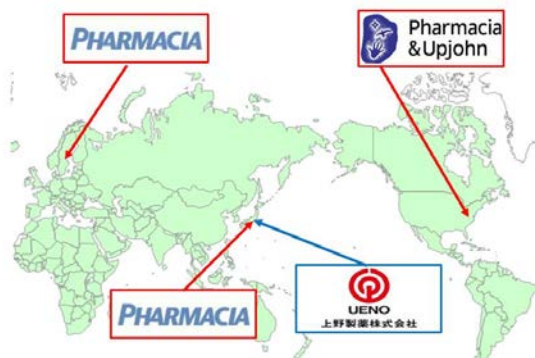 PHARMACIA
Pharmacia
&Upjohn
PHARMACIA
UENO
上野製薬株式会社